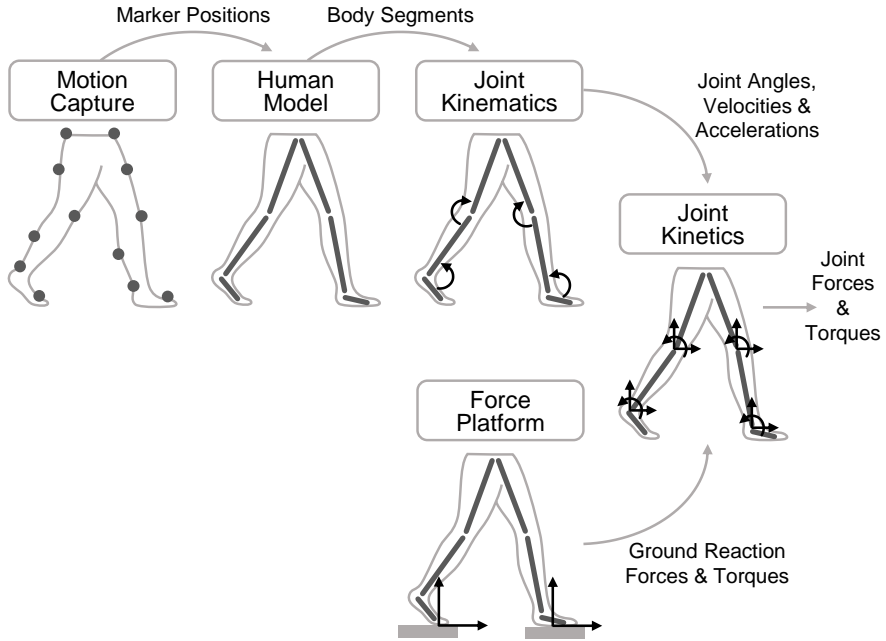 Marker Positions
Body Segments
Motion
Capture
Human
Model
Joint
Kinematics
Joint Angles,
Velocities &
Accelerations
Joint
Kinetics
Joint
Forces
&
Torques
Force
Platform
Ground Reaction
Forces & Torques